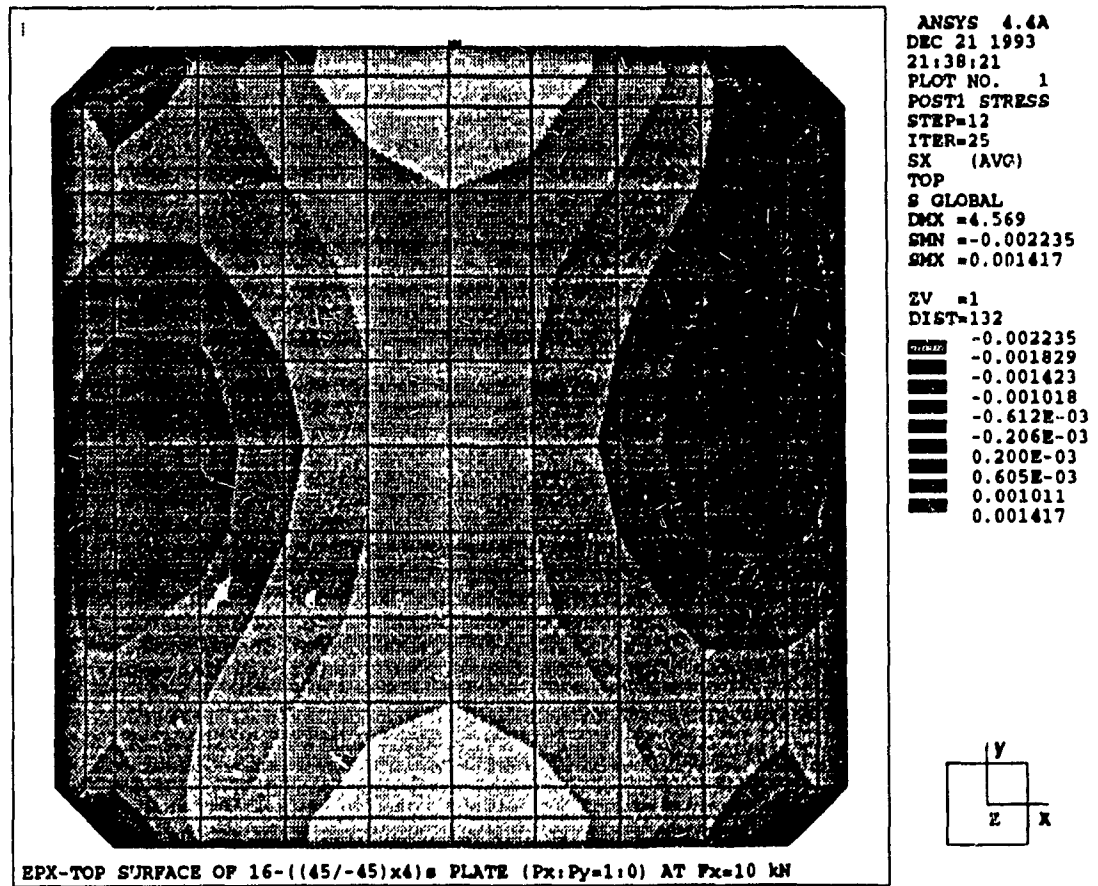 ANSYS 4.4A
DEC 21 1993
21:38:21
PLOT NO. 1
POST1 STRESS
STEP=12
ITER=25
SX (AVG)
TOP
S GLOBAL
DMX =4.569
SMN =-0.002235
SMX =0.001417
ZV =1
DIST=132
-0.002235
-0.001829
-0.001423
-0.001018
-0.612E-03
-0.206E-03
0.200E-03
0.605E-03
0.001011
0.001417
y
Z X
EPX-TOP SURFACE OF 16-((45/-45)x4)s PLATE (Px:Py=1:0) AT Fx=10 kN